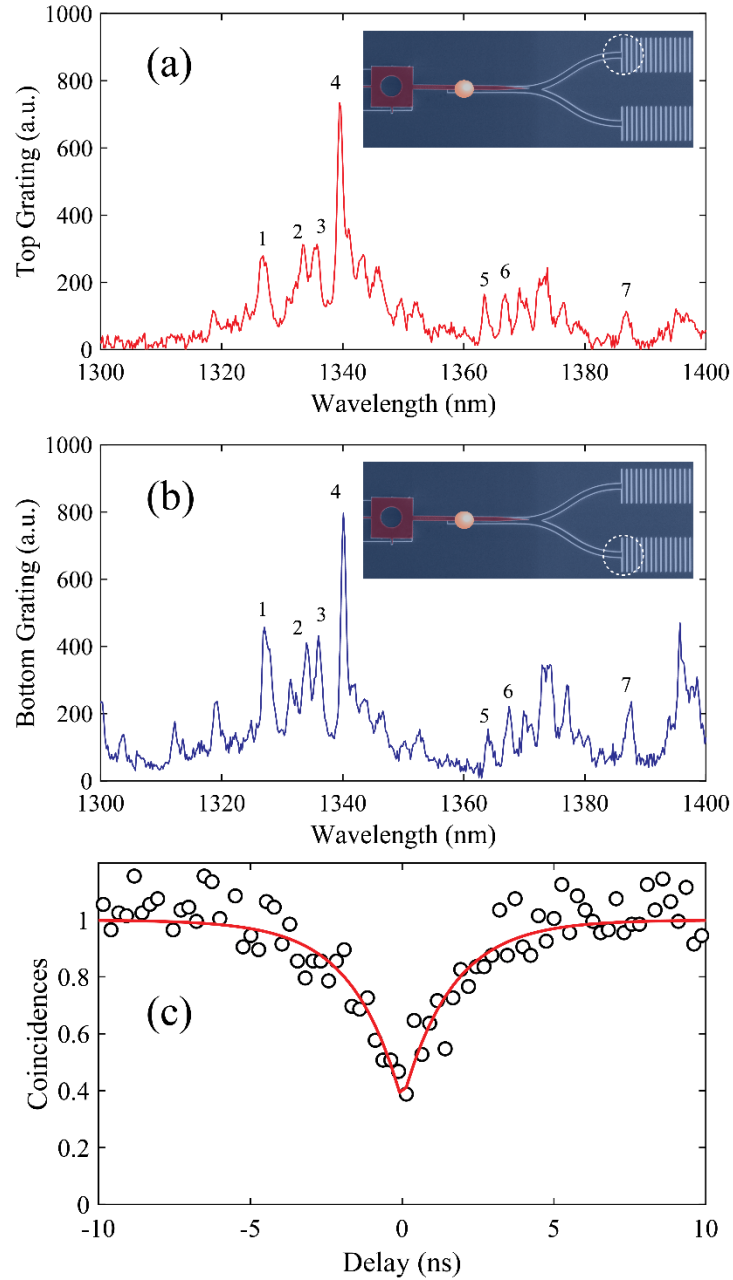 (a)
Top Grating (a.u.)
1000
800
600
400
200
0
1 2 3 4 5 6 7
1300 1320 1340 1360 1380 1400
Wavelength (nm)
(b)
Bottom Grating (a.u.)
1000
800
600
400
200
0
1 2 3 4 5 6 7
1300 1320 1340 1360 1380 1400
Wavelength (nm)
(c)
Coincidences
1
0.8
0.6
0.4
0.2
0
-10 -5 0 5 10
Delay (ns)